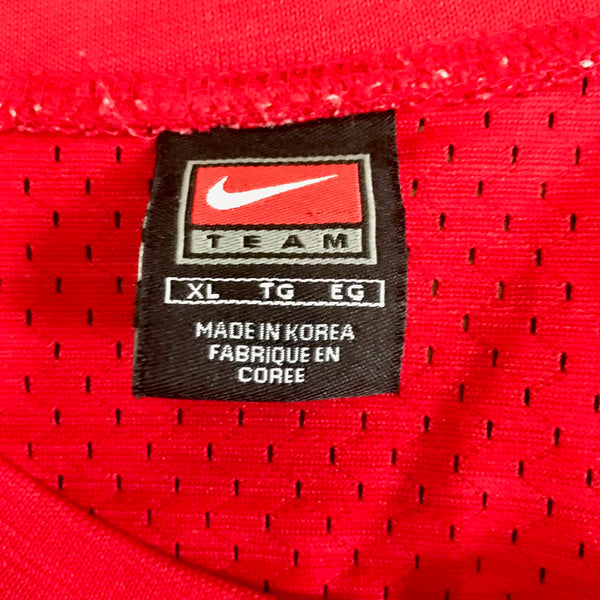 TEAM
XL TG EG
MADE IN KOREA
FABRIQUE EN
COREE